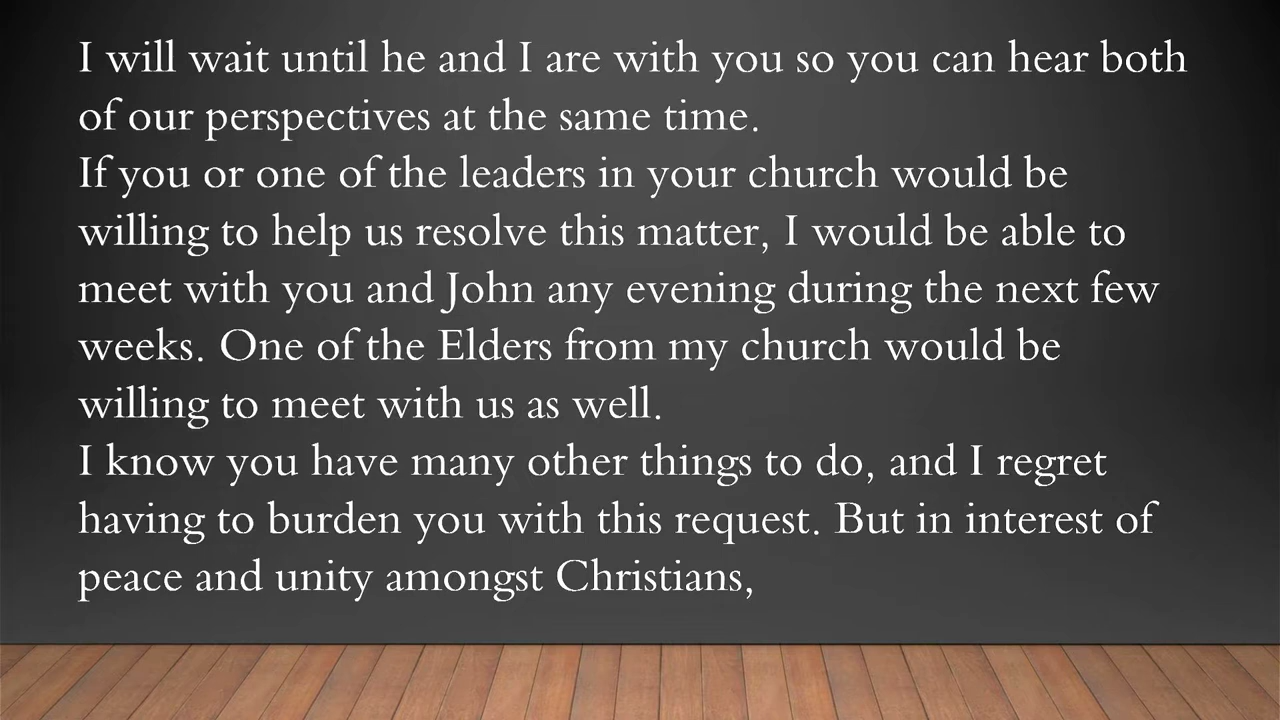 I will wait until he and I are with you so you can hear both
of our perspectives at the same time.
If you or one of the leaders in your church would be
willing to help us resolve this matter, I would be able to
meet with you and John any evening during the next few
weeks. One of the Elders from my church would be
willing to meet with us as well.
I know you have many other things to do, and I regret
having to burden you with this request. But in interest of
peace and unity amongst Christians,